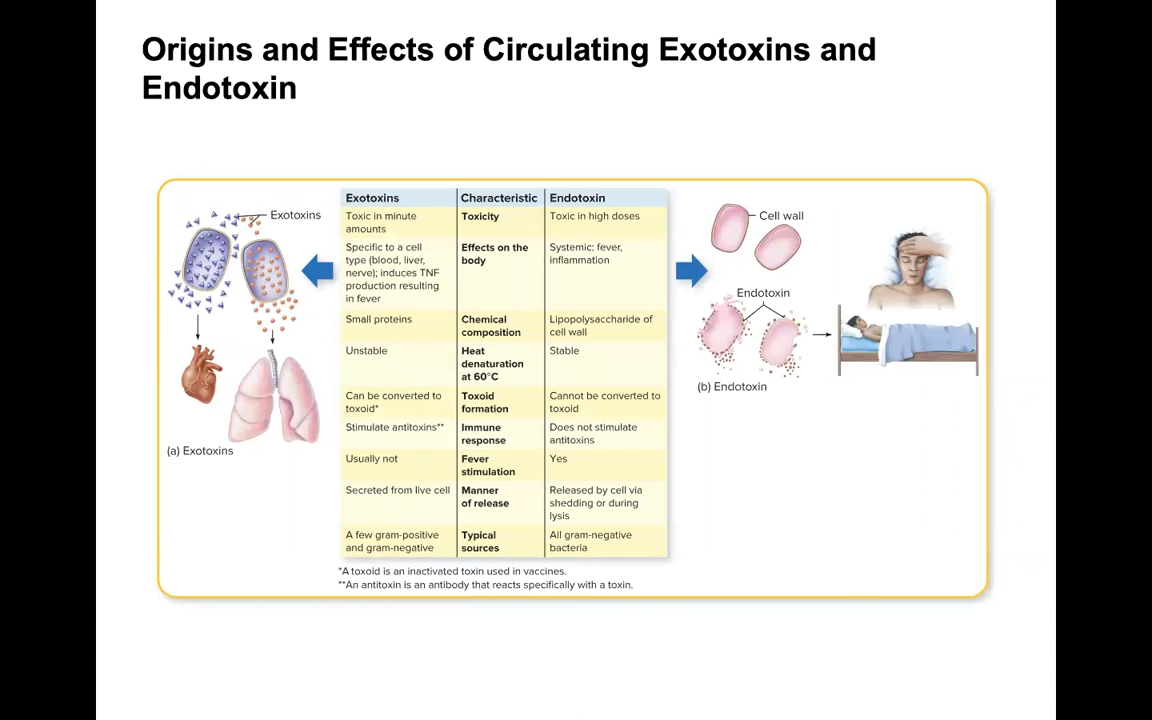 Origins and Effects of Circulating Exotoxins and
Endotoxin
Exotoxins
(a) Exotoxins
Exotoxins Characteristic Endotoxin
Toxic in minute
amounts
Toxicity
Toxic in high doses
Specific to a cell
type (blood, liver,
nerve); induces TNF
production resulting
in fever
Effects on the
body
Systemic: fever,
inflammation
Small proteins
Chemical
composition
Lipopolysaccharide of
cell wall
Unstable
Heat
denaturation
at 60°C
Stable
Can be converted to
toxoid*
Toxoid
formation
Cannot be converted to
toxoid
Stimulate antitoxins**
Immune
response
Does not stimulate
antitoxins
Usually not
Fever
stimulation
Yes
Secreted from live cell
Manner
of release
Released by cell via
shedding or during
lysis
A few gram-positive
and gram-negative
Typical
sources
All gram-negative
bacteria
*A toxoid is an inactivated toxin used in vaccines.
**An antitoxin is an antibody that reacts specifically with a toxin.
Cell wall
Endotoxin
(b) Endotoxin